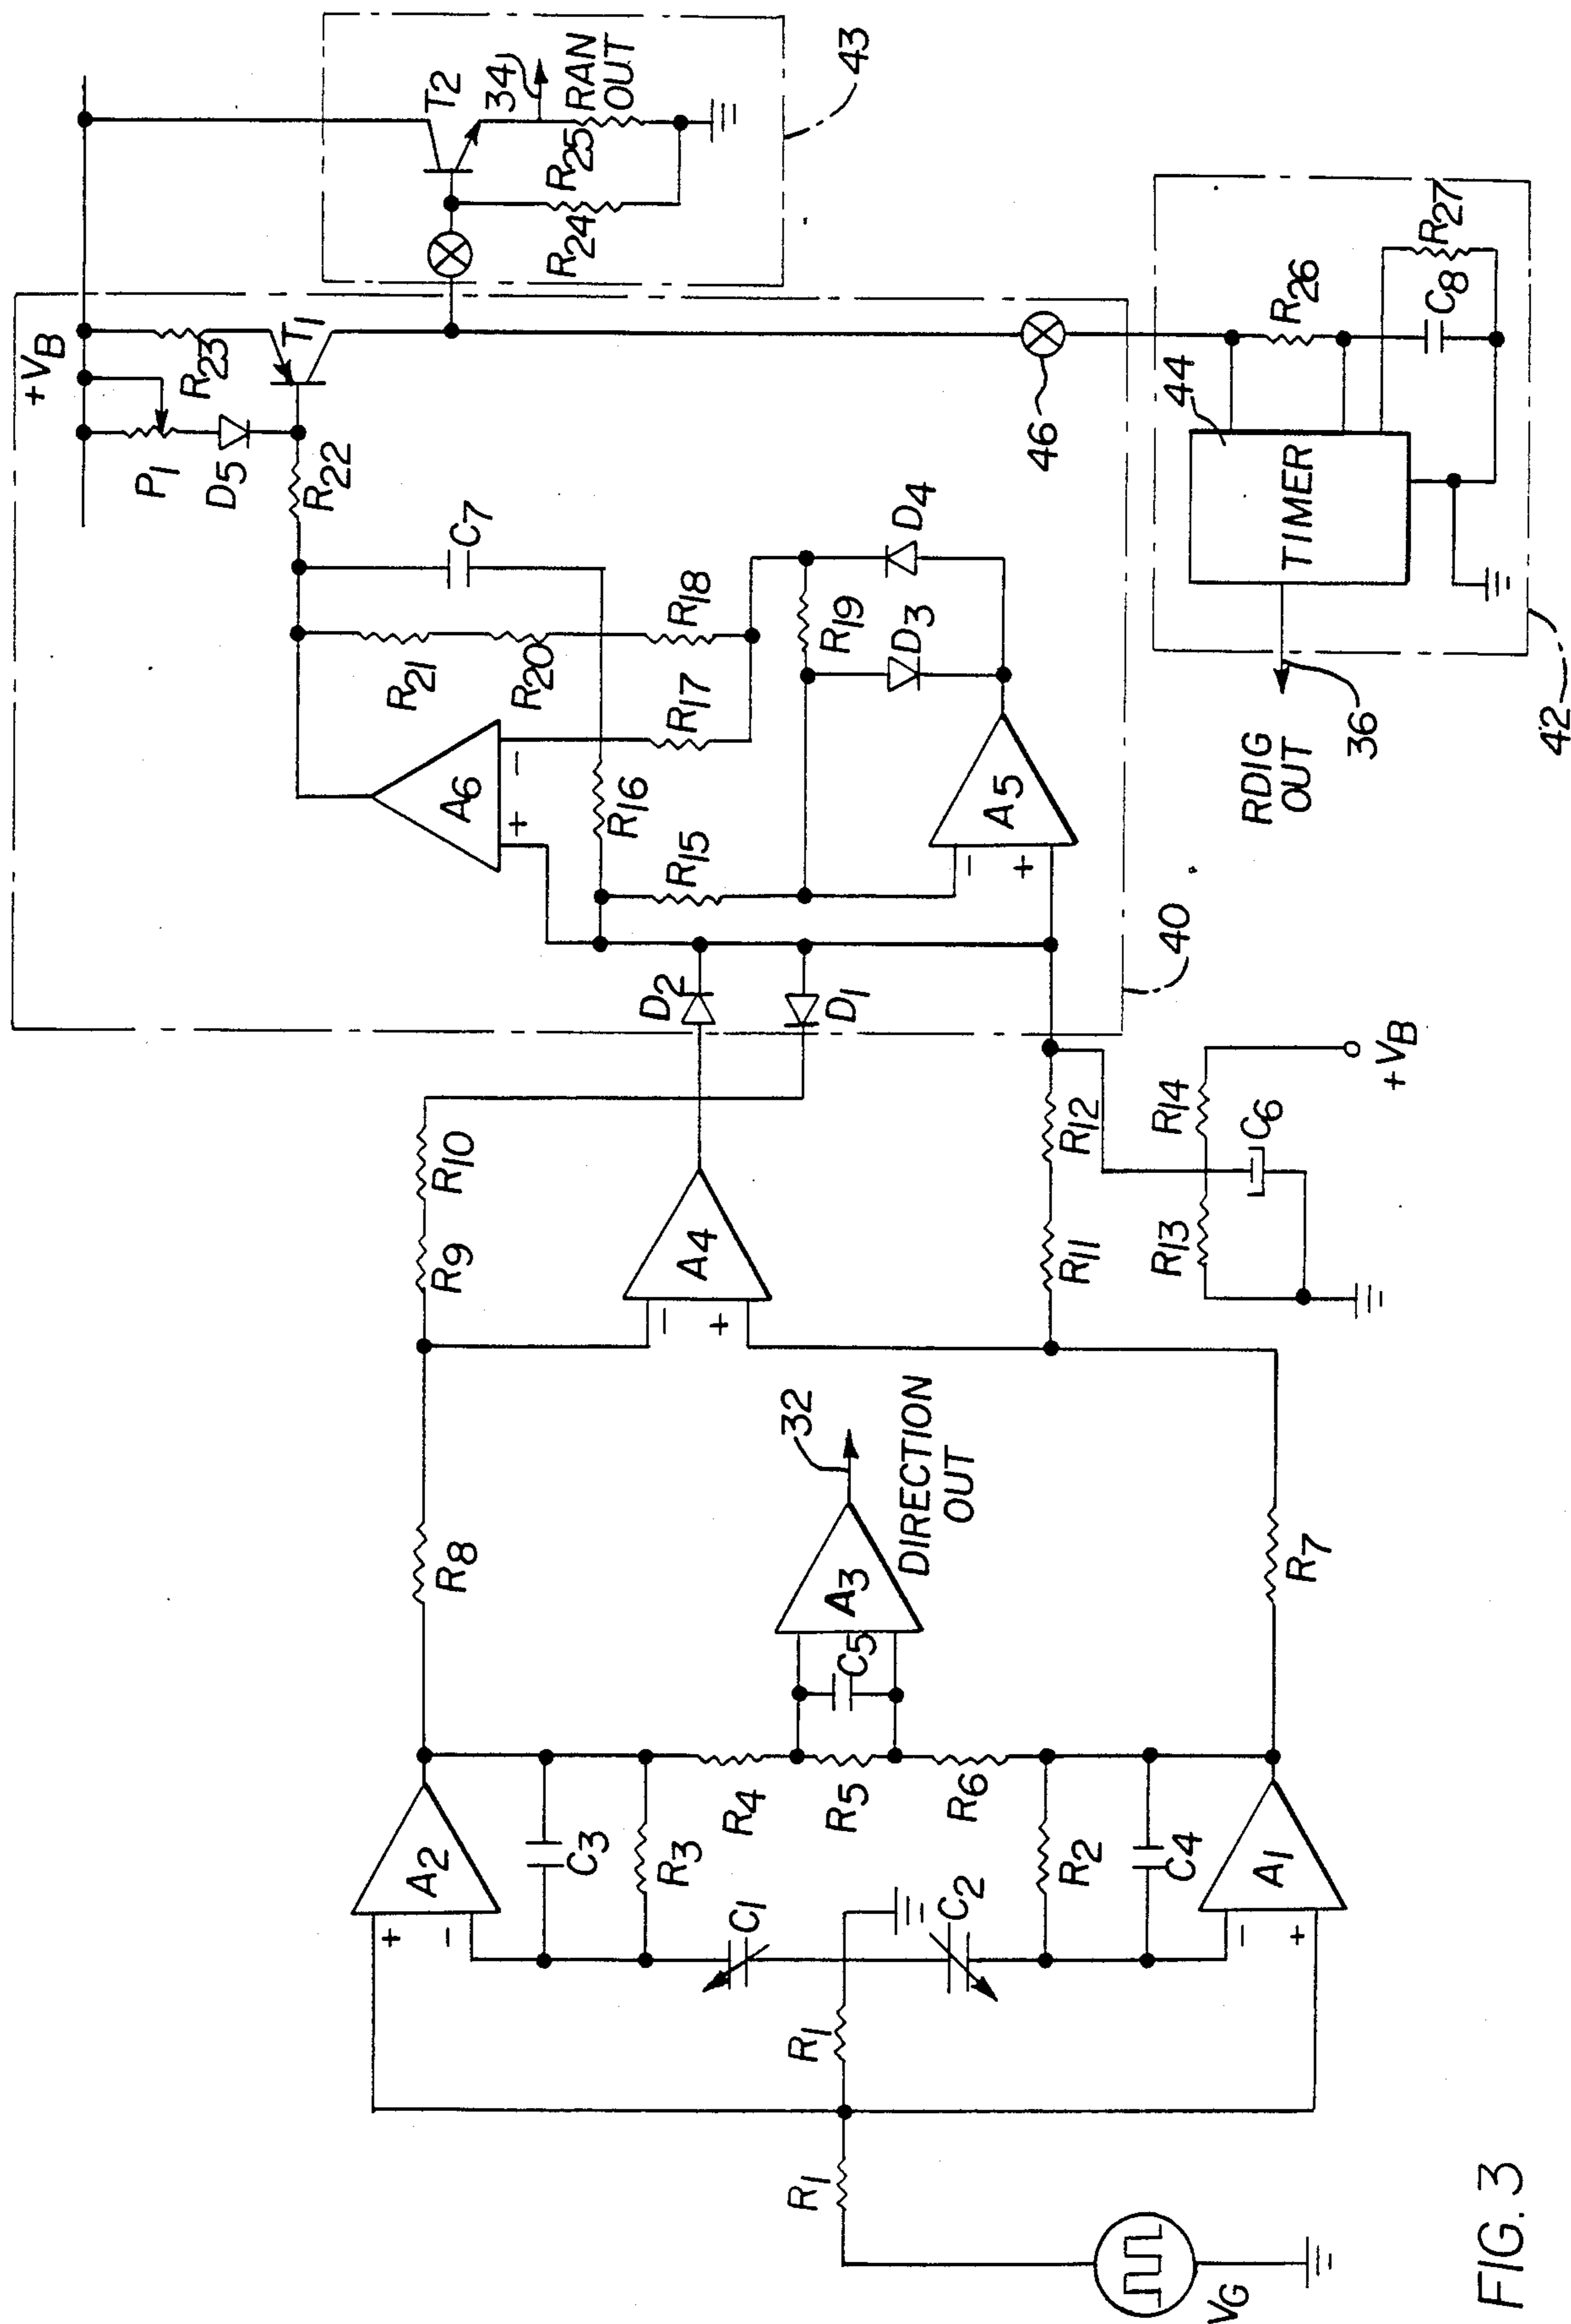 +VB
P1
D5
R23
T1
R22
T2
34
RAN
OUT
R25
R24
43
C7
R21
R20
R18
R17
A6
-
+
R16
R15
R19
D3
D4
A5
-
+
46
44
TIMER
R26
R27
C8
RDIG
OUT
36
42
D2
D1
40
R10
R9
A4
-
+
R12
R11
R14
R13
C6
+VB
R8
32
DIRECTION
OUT
A3
C5
R7
A2
+
-
C3
R3
R4
R5
R6
C1
C2
R2
C4
A1
-
+
R1
R1
VG
FIG. 3